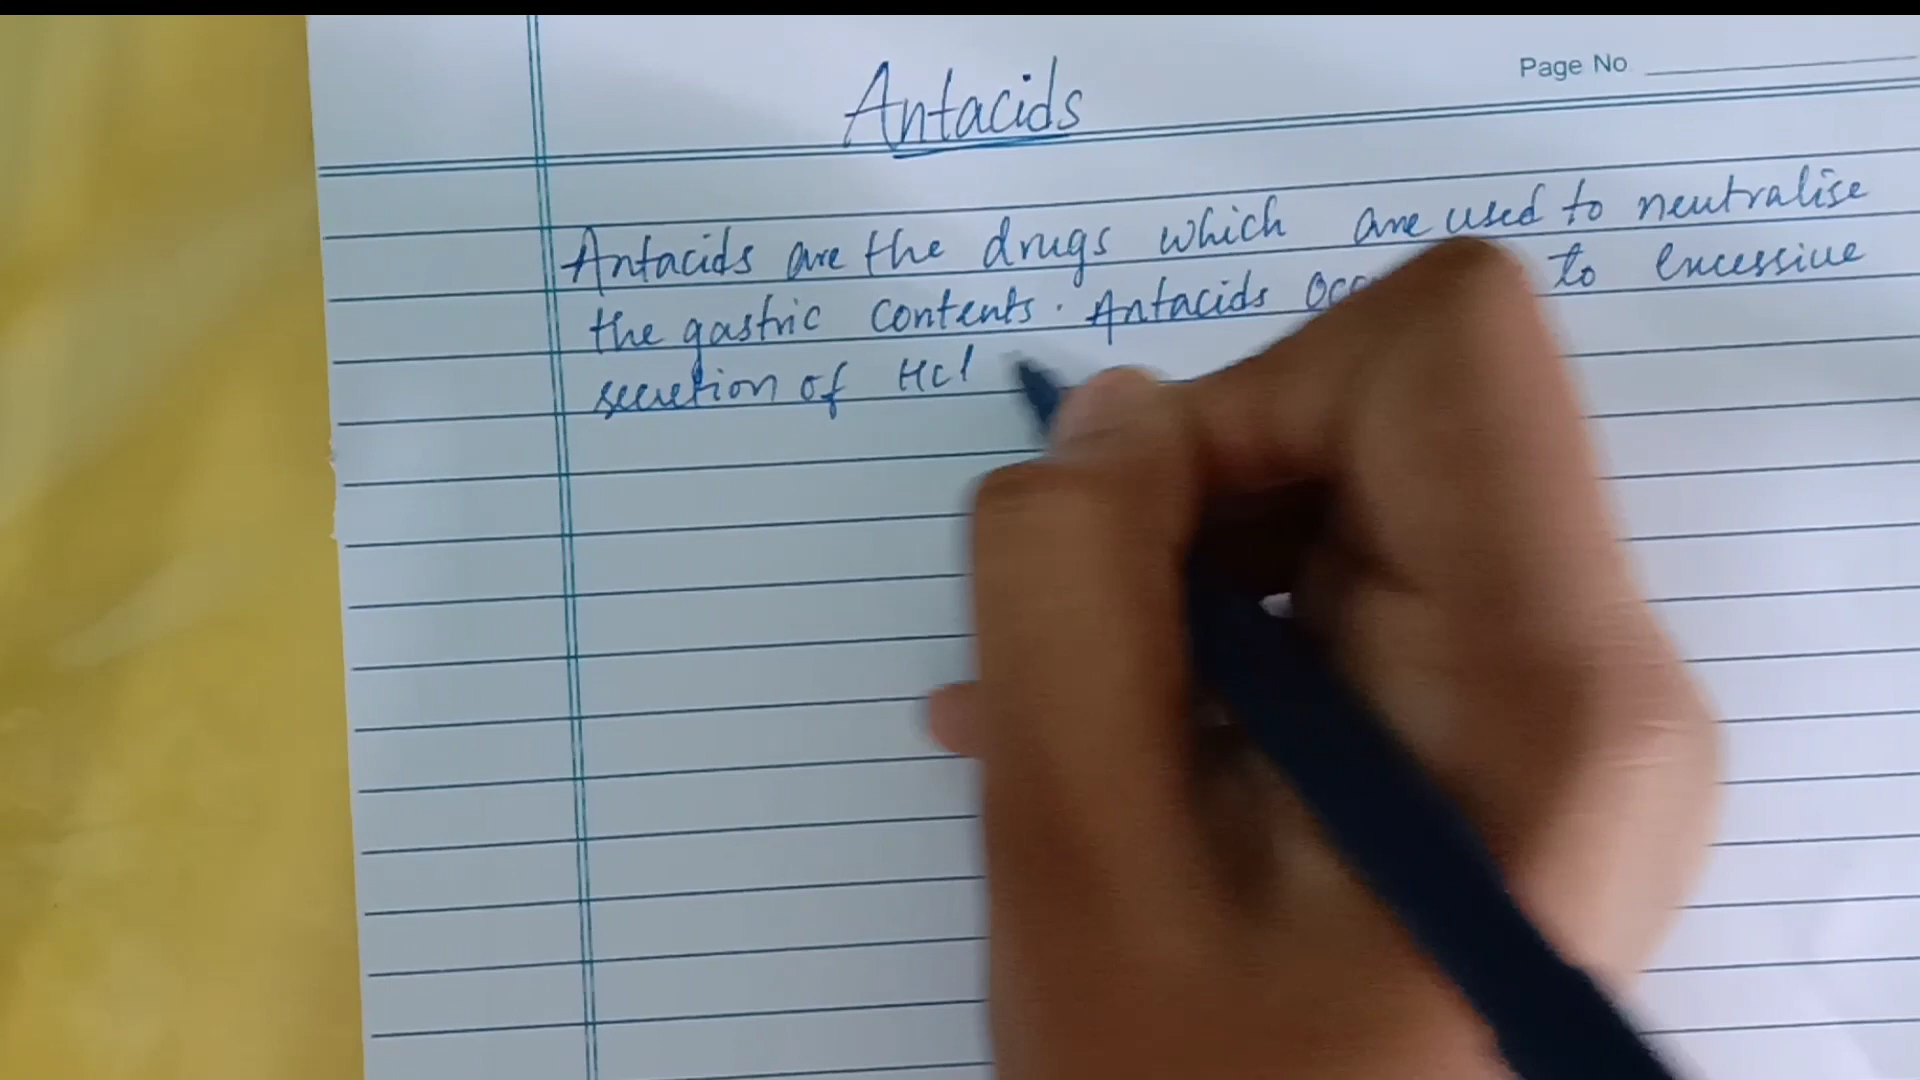 Page No
Antacids
Antacids are the drugs which are used to neutralise
the gastric contents. Antacids to excessive
secretion of HCl